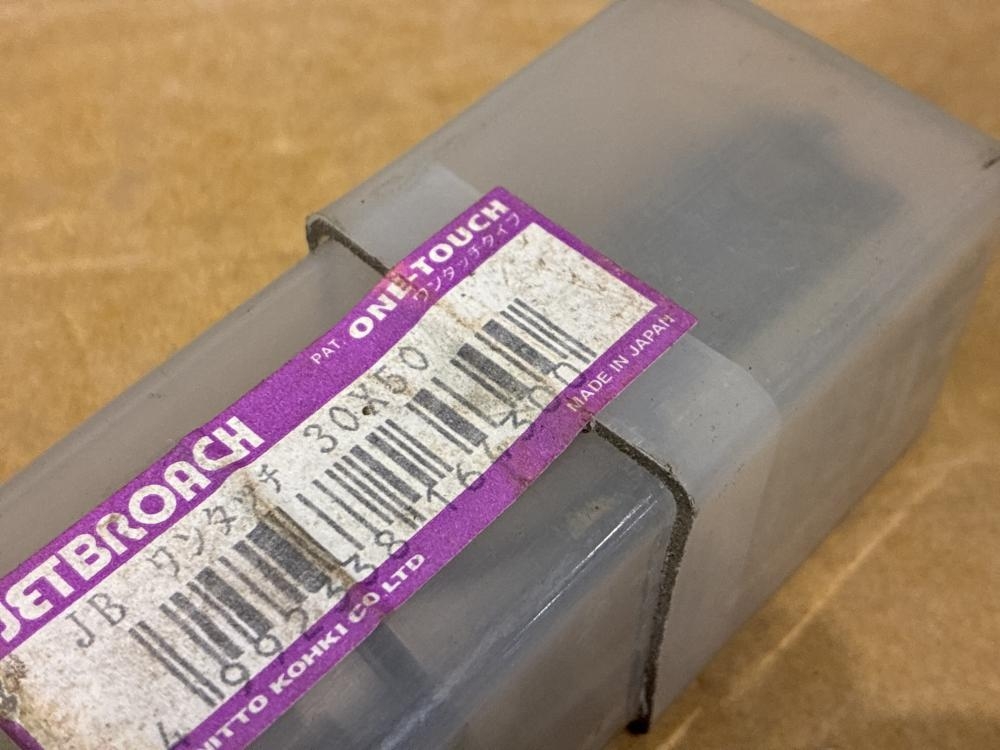 PAT. ONE-TOUCH
ワンタッチタイプ
JETBROACH
JB ワンタッチ 30X50
MADE IN JAPAN
NITTO KOHKI CO LTD